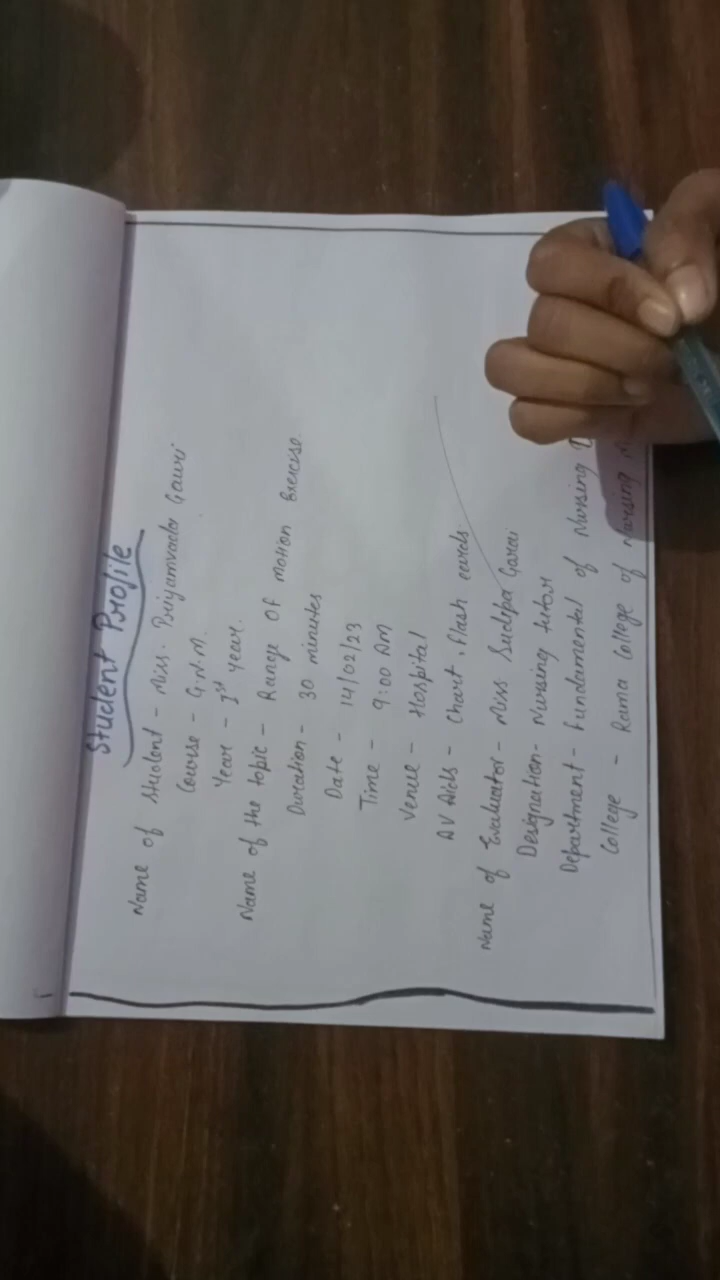 Student Profile
Name of Student - Miss. Priyamvada Gawri
Course - G.N.M.
Year - Ist year.
Name of the topic - Range Of motion Exercise.
Duration - 30 minutes
Date - 14/02/23
Time - 9:00 AM
Venue - Hospital
AV Aids - Chart, flash cards
Name of Evaluator - Miss Sudipa Garai
Designation - Nursing tutor
Department - fundamental of Nursing
College - Rama College of nursing